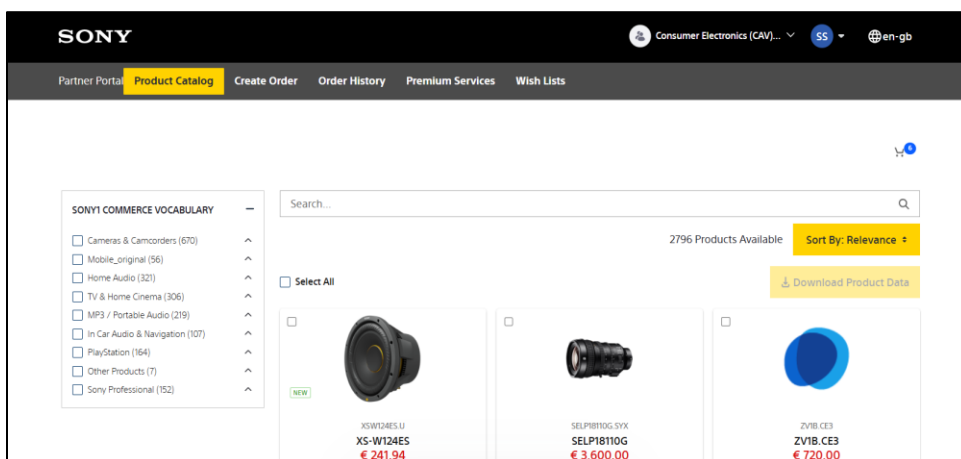 SONY
Consumer Electronics (CAV)...
SS
en-gb
Partner Portal Product Catalog Create Order Order History Premium Services Wish Lists
6
SONY1 COMMERCE VOCABULARY
Cameras & Camcorders (670)
Mobile_original (56)
Home Audio (321)
TV & Home Cinema (306)
MP3 / Portable Audio (219)
In Car Audio & Navigation (107)
PlayStation (164)
Other Products (7)
Sony Professional (152)
Search...
2796 Products Available
Sort By: Relevance
Select All
Download Product Data
NEW
XSW124ES.U
XS-W124ES
€ 241.94
SELP18110G.SYX
SELP18110G
€ 3,600.00
ZV1B.CE3
ZV1B.CE3
€ 720.00